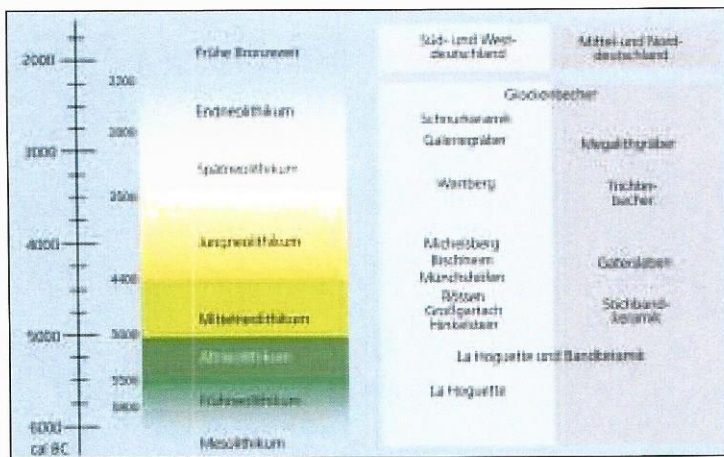 2000
3000
4000
5000
6000
cal BC
2200
2800
3500
4400
5000
5500
Frühe Bronzezeit
Endneolithikum
Spätneolithikum
Jungneolithikum
Mittelneolithikum
Altneolithikum
Frühneolithikum
Mesolithikum
Süd- und West-
deutschland
Mittel- und Nord-
deutschland
Glockenbecher
Schnurkeramik
Galeriegräber
Megalithgräber
Wartberg
Trichter-
becher
Michelsberg
Bischheim
Münchshöfen
Gatersleben
Rössen
Großgartach
Hinkelstein
Stichband-
keramik
La Hoguette und Bandkeramik
La Hoguette